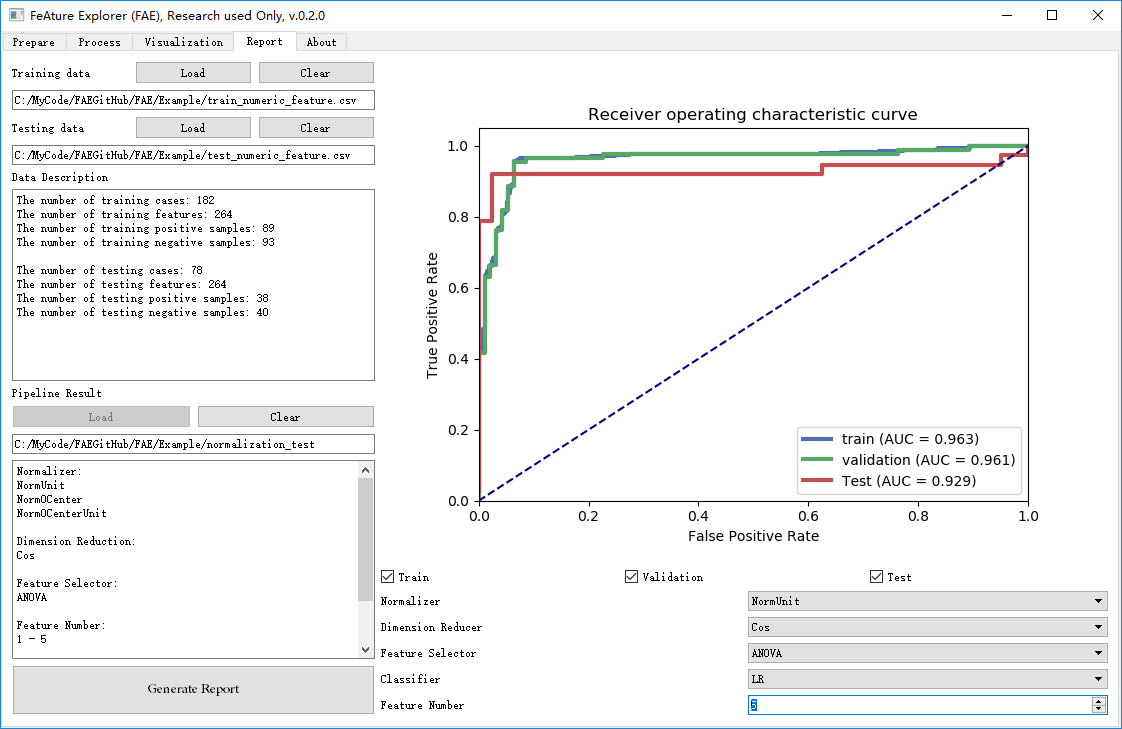 FeAture Explorer (FAE), Research used Only, v.0.2.0
Prepare Process Visualization Report About
Training data Load Clear
C:/MyCode/FAEGitHub/FAE/Example/train_numeric_feature.csv
Testing data Load Clear
C:/MyCode/FAEGitHub/FAE/Example/test_numeric_feature.csv
Data Description
The number of training cases: 182
The number of training features: 264
The number of training positive samples: 89
The number of training negative samples: 93
The number of testing cases: 78
The number of testing features: 264
The number of testing positive samples: 38
The number of testing negative samples: 40
Pipeline Result
Load Clear
C:/MyCode/FAEGitHub/FAE/Example/normalization_test
Normalizer:
NormUnit
Norm0Center
Norm0CenterUnit
Dimension Reduction:
Cos
Feature Selector:
ANOVA
Feature Number:
1 - 5
Generate Report
Receiver operating characteristic curve
True Positive Rate
1.0
0.8
0.6
0.4
0.2
0.0
train (AUC = 0.963)
validation (AUC = 0.961)
Test (AUC = 0.929)
0.0 0.2 0.4 0.6 0.8 1.0
False Positive Rate
Train Validation Test
Normalizer NormUnit
Dimension Reducer Cos
Feature Selector ANOVA
Classifier LR
Feature Number 5